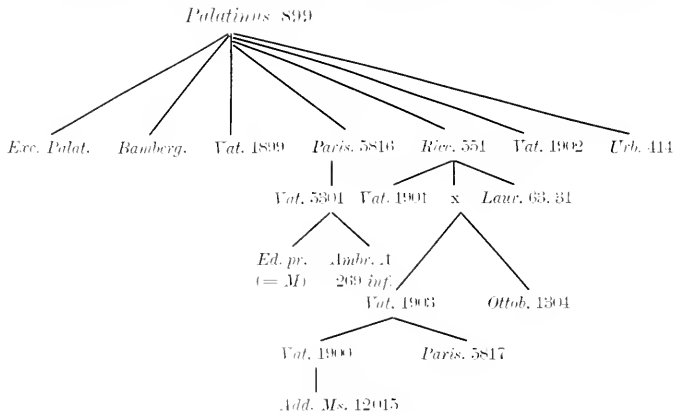 Palatinus 899
Exc. Palat. Bamberg. Vat. 1899 Paris. 5816 Ricc. 551 Vat. 1902 Urb. 414
Vat. 5301 Vat. 1901 x Laur. 63, 31
Ed. pr. Ambr. A
(= M) 269 inf.
Vat. 1903 Ottob. 1304
Vat. 1900 Paris. 5817
Add. Ms. 12015